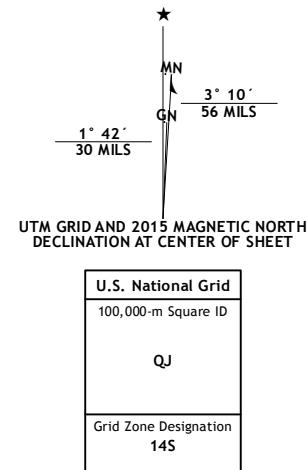 ★
MN
3° 10´
56 MILS
GN
1° 42´
30 MILS
UTM GRID AND 2015 MAGNETIC NORTH
DECLINATION AT CENTER OF SHEET
U.S. National Grid
100,000-m Square ID
QJ
Grid Zone Designation
14S